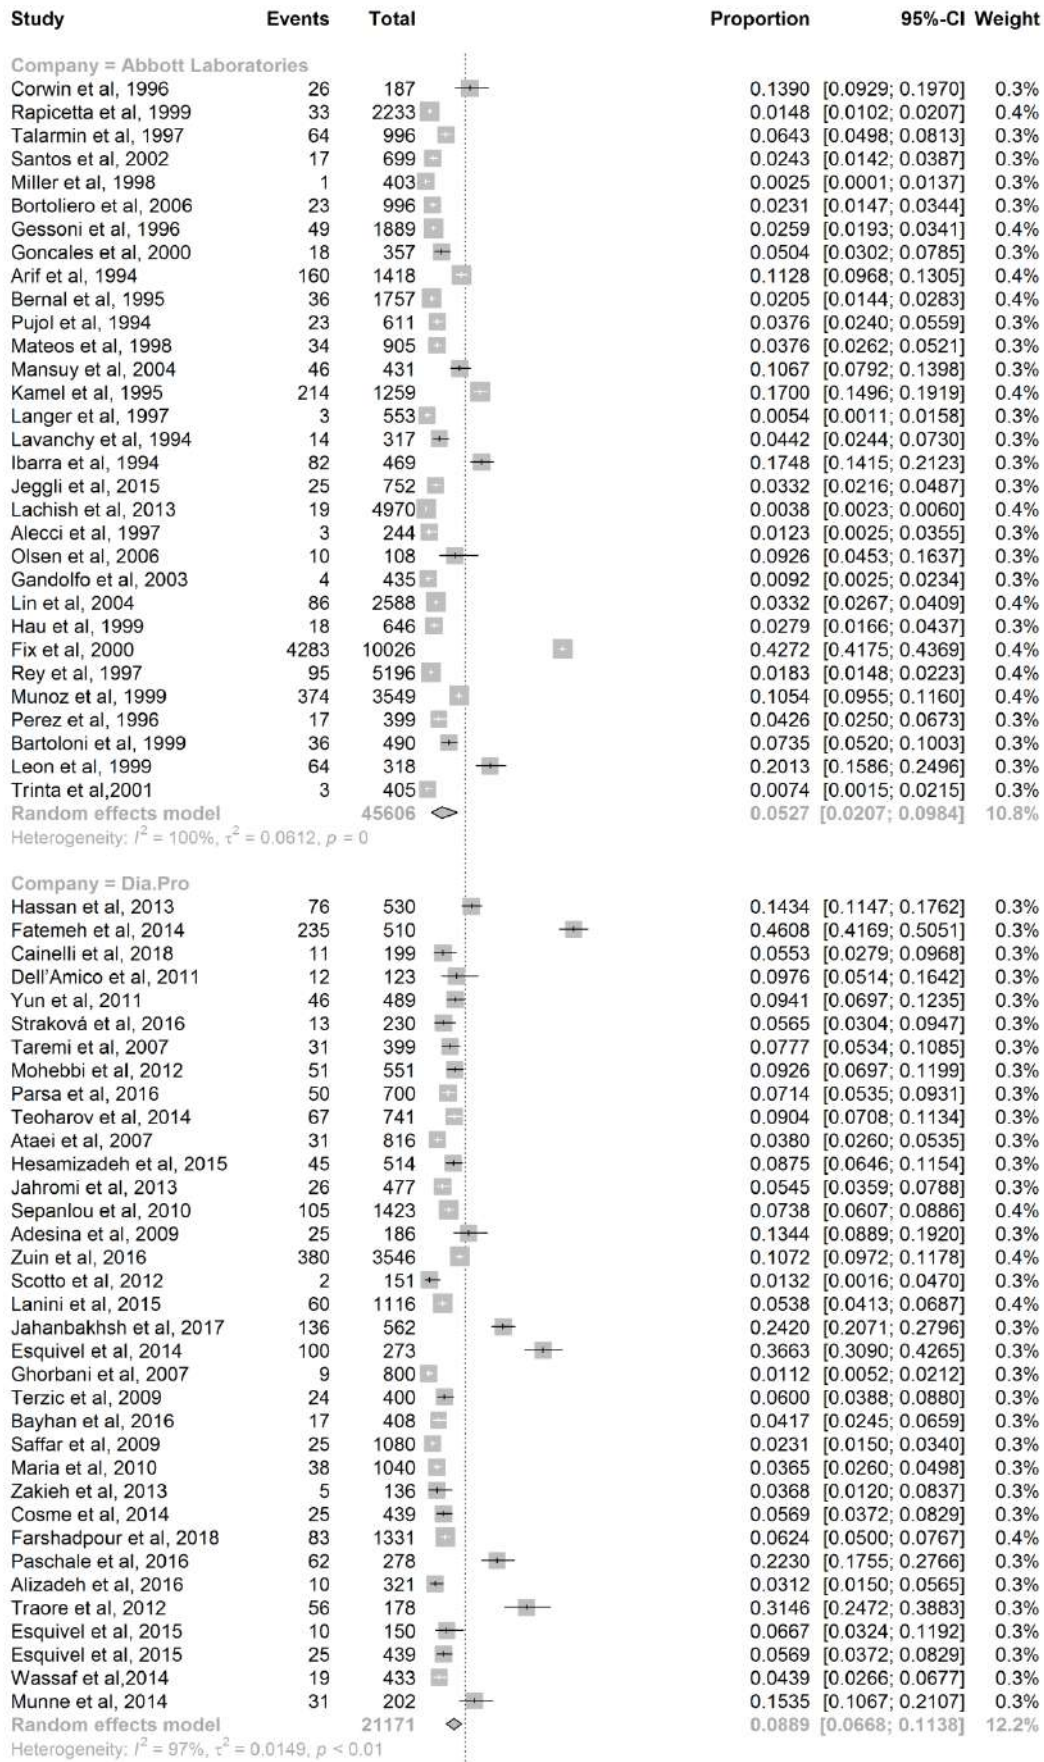 Study Events Total Proportion 95%-CI Weight
Company = Abbott Laboratories
Corwin et al, 1996 26 187 0.1390 [0.0929; 0.1970] 0.3%
Rapicetta et al, 1999 33 2233 0.0148 [0.0102; 0.0207] 0.4%
Talarmin et al, 1997 64 996 0.0643 [0.0498; 0.0813] 0.3%
Santos et al, 2002 17 699 0.0243 [0.0142; 0.0387] 0.3%
Miller et al, 1998 1 403 0.0025 [0.0001; 0.0137] 0.3%
Bortoliero et al, 2006 23 996 0.0231 [0.0147; 0.0344] 0.3%
Gessoni et al, 1996 49 1889 0.0259 [0.0193; 0.0341] 0.4%
Goncales et al, 2000 18 357 0.0504 [0.0302; 0.0785] 0.3%
Arif et al, 1994 160 1418 0.1128 [0.0968; 0.1305] 0.4%
Bernal et al, 1995 36 1757 0.0205 [0.0144; 0.0283] 0.4%
Pujol et al, 1994 23 611 0.0376 [0.0240; 0.0559] 0.3%
Mateos et al, 1998 34 905 0.0376 [0.0262; 0.0521] 0.3%
Mansuy et al, 2004 46 431 0.1067 [0.0792; 0.1398] 0.3%
Kamel et al, 1995 214 1259 0.1700 [0.1496; 0.1919] 0.4%
Langer et al, 1997 3 553 0.0054 [0.0011; 0.0158] 0.3%
Lavanchy et al, 1994 14 317 0.0442 [0.0244; 0.0730] 0.3%
Ibarra et al, 1994 82 469 0.1748 [0.1415; 0.2123] 0.3%
Jeggli et al, 2015 25 752 0.0332 [0.0216; 0.0487] 0.3%
Lachish et al, 2013 19 4970 0.0038 [0.0023; 0.0060] 0.4%
Alecci et al, 1997 3 244 0.0123 [0.0025; 0.0355] 0.3%
Olsen et al, 2006 10 108 0.0926 [0.0453; 0.1637] 0.3%
Gandolfo et al, 2003 4 435 0.0092 [0.0025; 0.0234] 0.3%
Lin et al, 2004 86 2588 0.0332 [0.0267; 0.0409] 0.4%
Hau et al, 1999 18 646 0.0279 [0.0166; 0.0437] 0.3%
Fix et al, 2000 4283 10026 0.4272 [0.4175; 0.4369] 0.4%
Rey et al, 1997 95 5196 0.0183 [0.0148; 0.0223] 0.4%
Munoz et al, 1999 374 3549 0.1054 [0.0955; 0.1160] 0.4%
Perez et al, 1996 17 399 0.0426 [0.0250; 0.0673] 0.3%
Bartoloni et al, 1999 36 490 0.0735 [0.0520; 0.1003] 0.3%
Leon et al, 1999 64 318 0.2013 [0.1586; 0.2496] 0.3%
Trinta et al,2001 3 405 0.0074 [0.0015; 0.0215] 0.3%
Random effects model 45606 0.0527 [0.0207; 0.0984] 10.8%
Heterogeneity: I² = 100%, τ² = 0.0612, p = 0
Company = Dia.Pro
Hassan et al, 2013 76 530 0.1434 [0.1147; 0.1762] 0.3%
Fatemeh et al, 2014 235 510 0.4608 [0.4169; 0.5051] 0.3%
Cainelli et al, 2018 11 199 0.0553 [0.0279; 0.0968] 0.3%
Dell'Amico et al, 2011 12 123 0.0976 [0.0514; 0.1642] 0.3%
Yun et al, 2011 46 489 0.0941 [0.0697; 0.1235] 0.3%
Straková et al, 2016 13 230 0.0565 [0.0304; 0.0947] 0.3%
Taremi et al, 2007 31 399 0.0777 [0.0534; 0.1085] 0.3%
Mohebbi et al, 2012 51 551 0.0926 [0.0697; 0.1199] 0.3%
Parsa et al, 2016 50 700 0.0714 [0.0535; 0.0931] 0.3%
Teoharov et al, 2014 67 741 0.0904 [0.0708; 0.1134] 0.3%
Ataei et al, 2007 31 816 0.0380 [0.0260; 0.0535] 0.3%
Hesamizadeh et al, 2015 45 514 0.0875 [0.0646; 0.1154] 0.3%
Jahromi et al, 2013 26 477 0.0545 [0.0359; 0.0788] 0.3%
Sepanlou et al, 2010 105 1423 0.0738 [0.0607; 0.0886] 0.4%
Adesina et al, 2009 25 186 0.1344 [0.0889; 0.1920] 0.3%
Zuin et al, 2016 380 3546 0.1072 [0.0972; 0.1178] 0.4%
Scotto et al, 2012 2 151 0.0132 [0.0016; 0.0470] 0.3%
Lanini et al, 2015 60 1116 0.0538 [0.0413; 0.0687] 0.4%
Jahanbakhsh et al, 2017 136 562 0.2420 [0.2071; 0.2796] 0.3%
Esquivel et al, 2014 100 273 0.3663 [0.3090; 0.4265] 0.3%
Ghorbani et al, 2007 9 800 0.0112 [0.0052; 0.0212] 0.3%
Terzic et al, 2009 24 400 0.0600 [0.0388; 0.0880] 0.3%
Bayhan et al, 2016 17 408 0.0417 [0.0245; 0.0659] 0.3%
Saffar et al, 2009 25 1080 0.0231 [0.0150; 0.0340] 0.3%
Maria et al, 2010 38 1040 0.0365 [0.0260; 0.0498] 0.3%
Zakieh et al, 2013 5 136 0.0368 [0.0120; 0.0837] 0.3%
Cosme et al, 2014 25 439 0.0569 [0.0372; 0.0829] 0.3%
Farshadpour et al, 2018 83 1331 0.0624 [0.0500; 0.0767] 0.4%
Paschale et al, 2016 62 278 0.2230 [0.1755; 0.2766] 0.3%
Alizadeh et al, 2016 10 321 0.0312 [0.0150; 0.0565] 0.3%
Traore et al, 2012 56 178 0.3146 [0.2472; 0.3883] 0.3%
Esquivel et al, 2015 10 150 0.0667 [0.0324; 0.1192] 0.3%
Esquivel et al, 2015 25 439 0.0569 [0.0372; 0.0829] 0.3%
Wassaf et al,2014 19 433 0.0439 [0.0266; 0.0677] 0.3%
Munne et al, 2014 31 202 0.1535 [0.1067; 0.2107] 0.3%
Random effects model 21171 0.0889 [0.0668; 0.1138] 12.2%
Heterogeneity: I² = 97%, τ² = 0.0149, p < 0.01